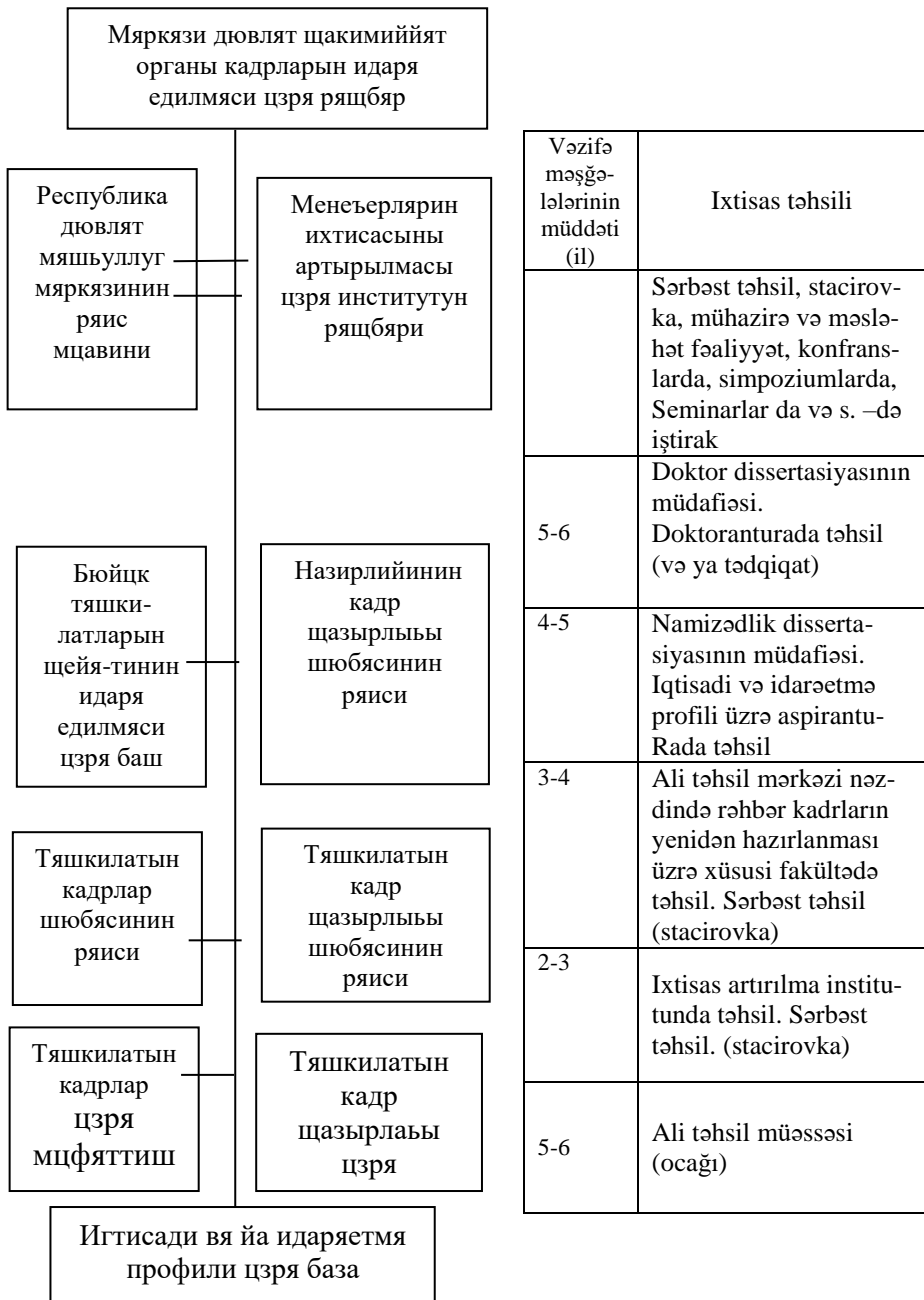 Мяркязи дювлят щакимиййят
органы кадрларын идаря
едилмяси цзря рящбяр
Республика
дювлят
мяшьуллуг
мяркязинин
ряис
мцавини
Менеъерлярин
ихтисасыны
артырылмасы
цзря институтун
рящбяри
Бюйцк
тяшки-
латларын
щейя-тинин
идаря
едилмяси
цзря баш
Назирлийинин
кадр
щазырлыьы
шюбясинин
ряиси
Тяшкилатын
кадрлар
шюбясинин
ряиси
Тяшкилатын
кадр
щазырлыьы
шюбясинин
ряиси
Тяшкилатын
кадрлар
цзря
мцфяттиш
Тяшкилатын
кадр
щазырлаьы
цзря
Игтисади вя йа идаряетмя
профили цзря база
Vəzifə
məşğə-
lələrinin
müddəti
(il)
Ixtisas təhsili
Sərbəst təhsil, stacirov-
ka, mühazirə və məslə-
hət fəaliyyət, konfrans-
larda, simpoziumlarda,
Seminarlar da və s. –də
iştirak
5-6
Doktor dissertasiyasının
müdafiəsi.
Doktoranturada təhsil
(və ya tədqiqat)
4-5
Namizədlik disserta-
siyasının müdafiəsi.
Iqtisadi və idarəetmə
profili üzrə aspirantu-
Rada təhsil
3-4
Ali təhsil mərkəzi nəz-
dində rəhbər kadrların
yenidən hazırlanması
üzrə xüsusi fakültədə
təhsil. Sərbəst təhsil
(stacirovka)
2-3
Ixtisas artırılma institu-
tunda təhsil. Sərbəst
təhsil. (stacirovka)
5-6
Ali təhsil müəssəsi
(ocağı)